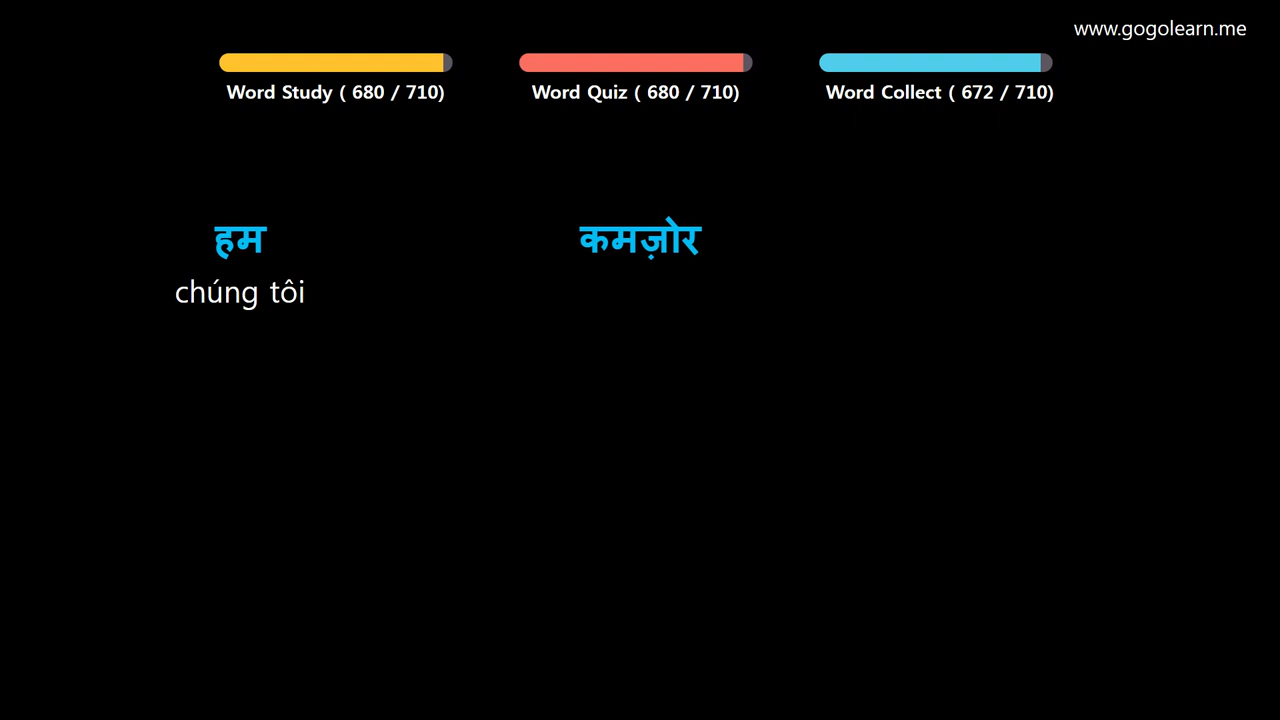 www.gogolearn.me
Word Study ( 680 / 710)
Word Quiz ( 680 / 710)
Word Collect ( 672 / 710)
हम
chúng tôi
कमज़ोर